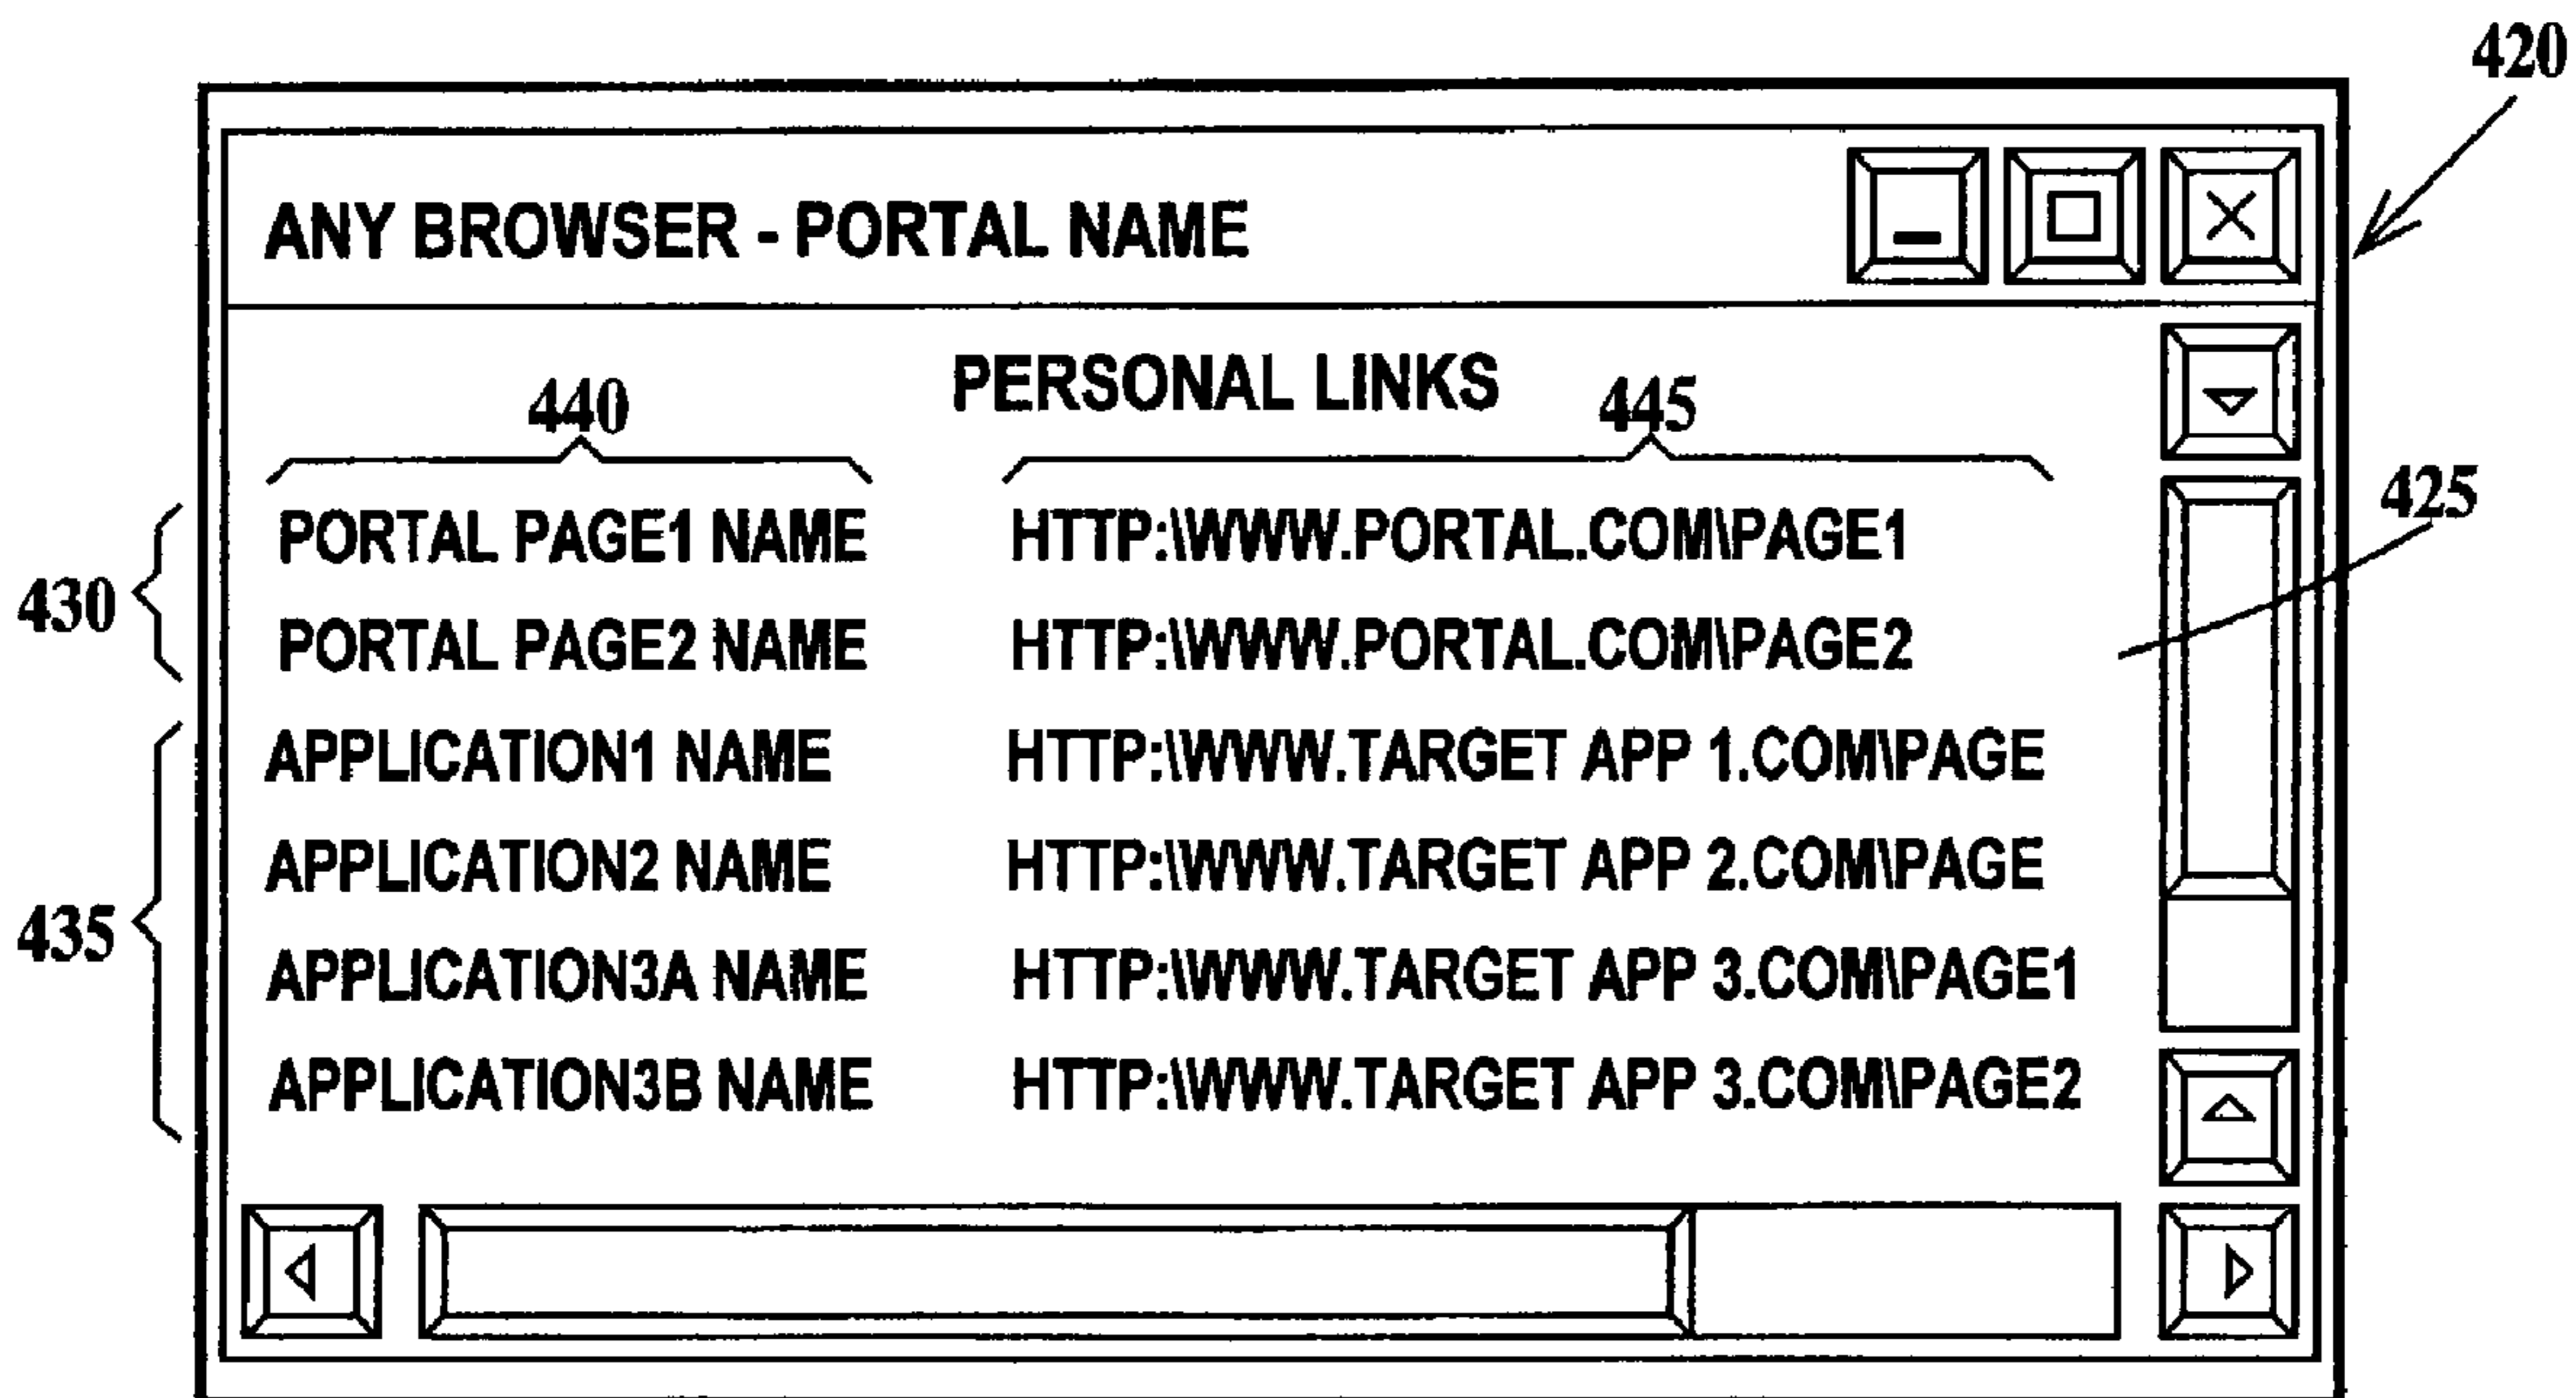 420
ANY BROWSER - PORTAL NAME
PERSONAL LINKS
440 445
425
PORTAL PAGE1 NAME HTTP:\WWW.PORTAL.COM\PAGE1
430
PORTAL PAGE2 NAME HTTP:\WWW.PORTAL.COM\PAGE2
APPLICATION1 NAME HTTP:\WWW.TARGET APP 1.COM\PAGE
APPLICATION2 NAME HTTP:\WWW.TARGET APP 2.COM\PAGE
435
APPLICATION3A NAME HTTP:\WWW.TARGET APP 3.COM\PAGE1
APPLICATION3B NAME HTTP:\WWW.TARGET APP 3.COM\PAGE2